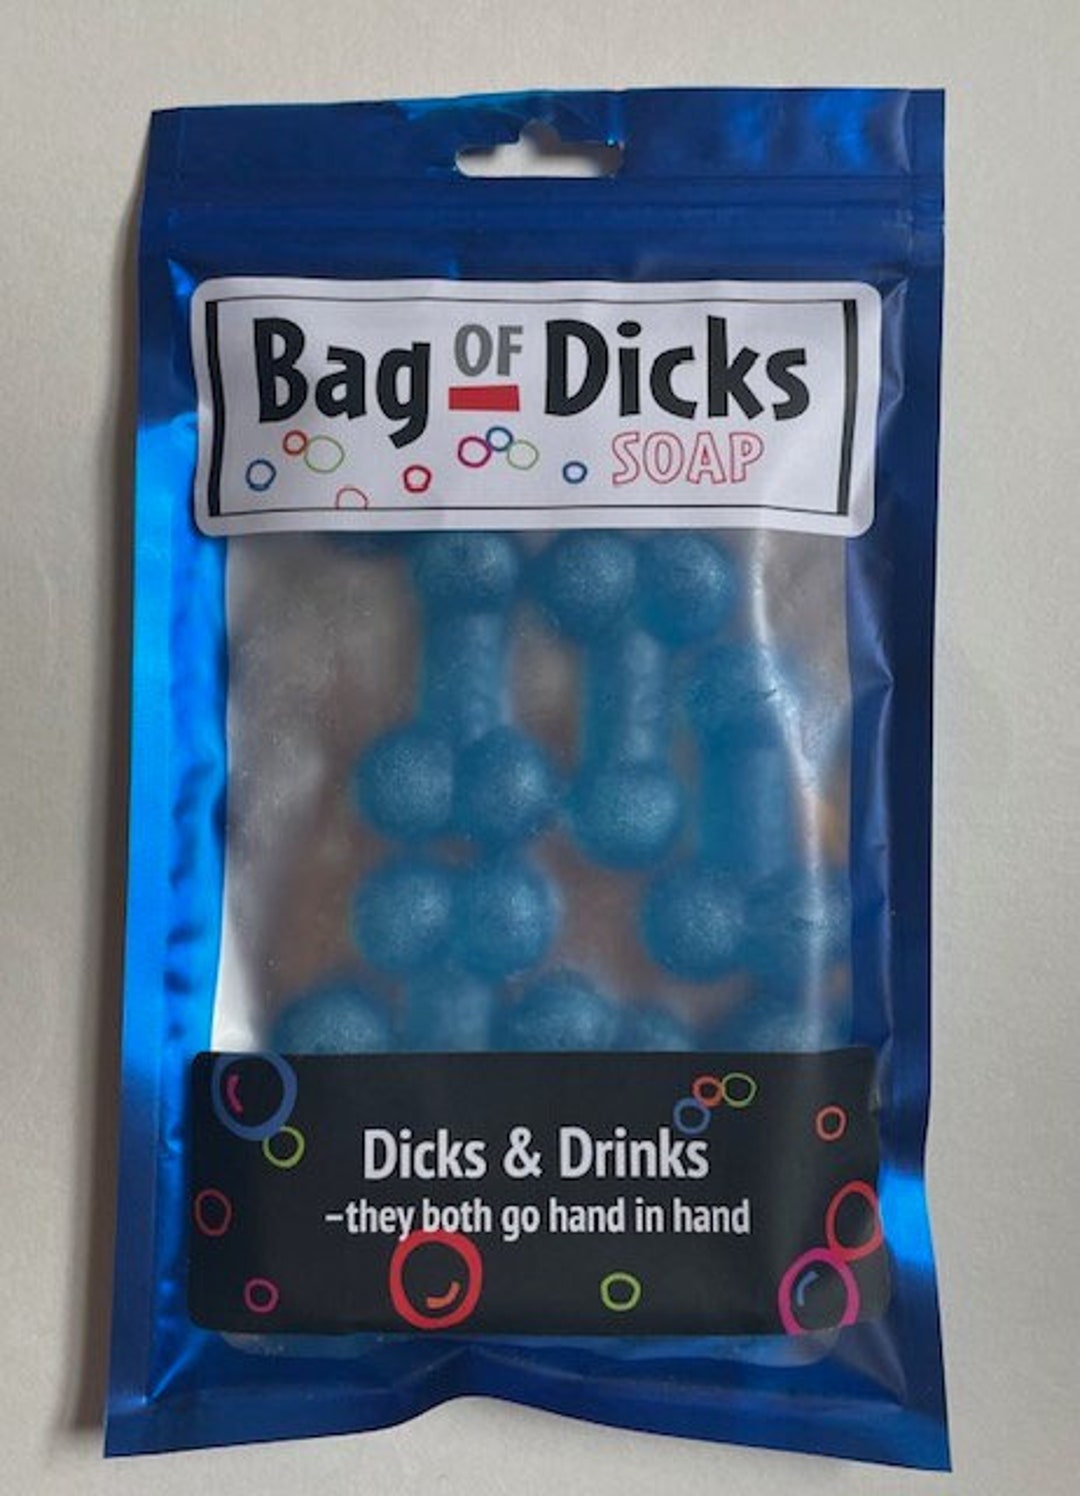 Bag OF Dicks
SOAP
Dicks & Drinks
–they both go hand in hand